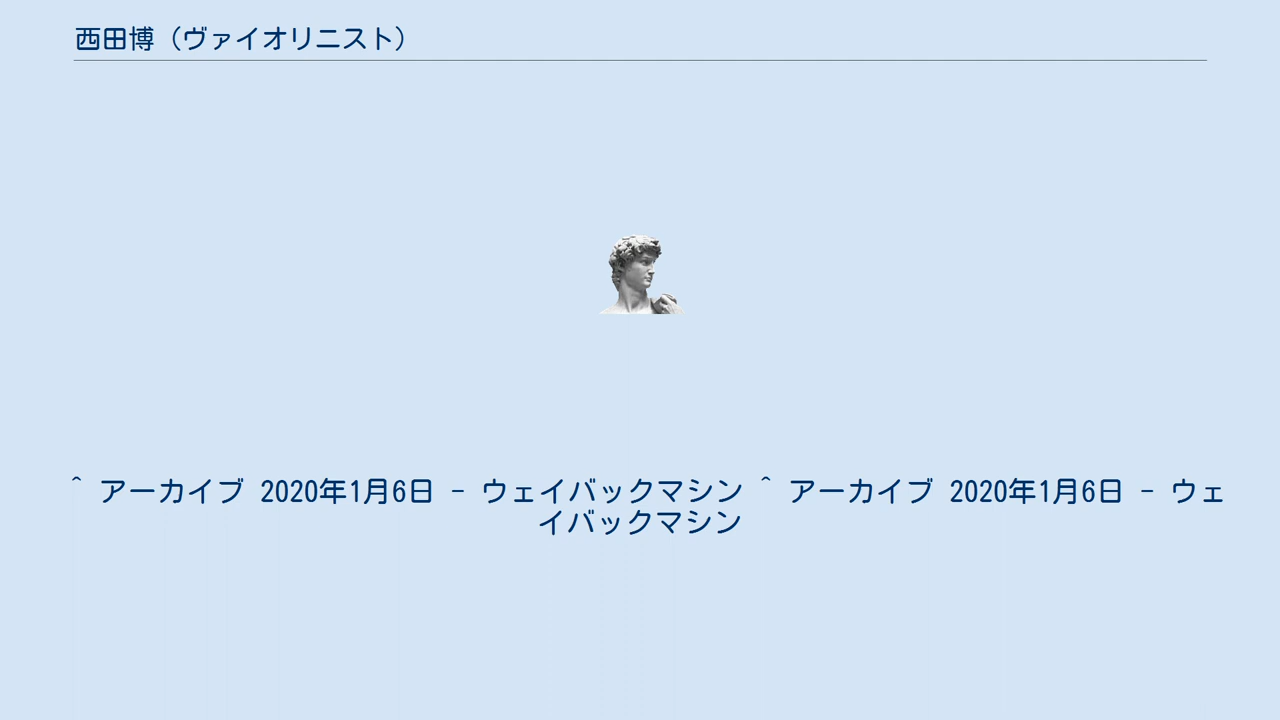 西田博（ヴァイオリニスト）
^ アーカイブ 2020年1月6日 - ウェイバックマシン ^ アーカイブ 2020年1月6日 - ウェ
イバックマシン